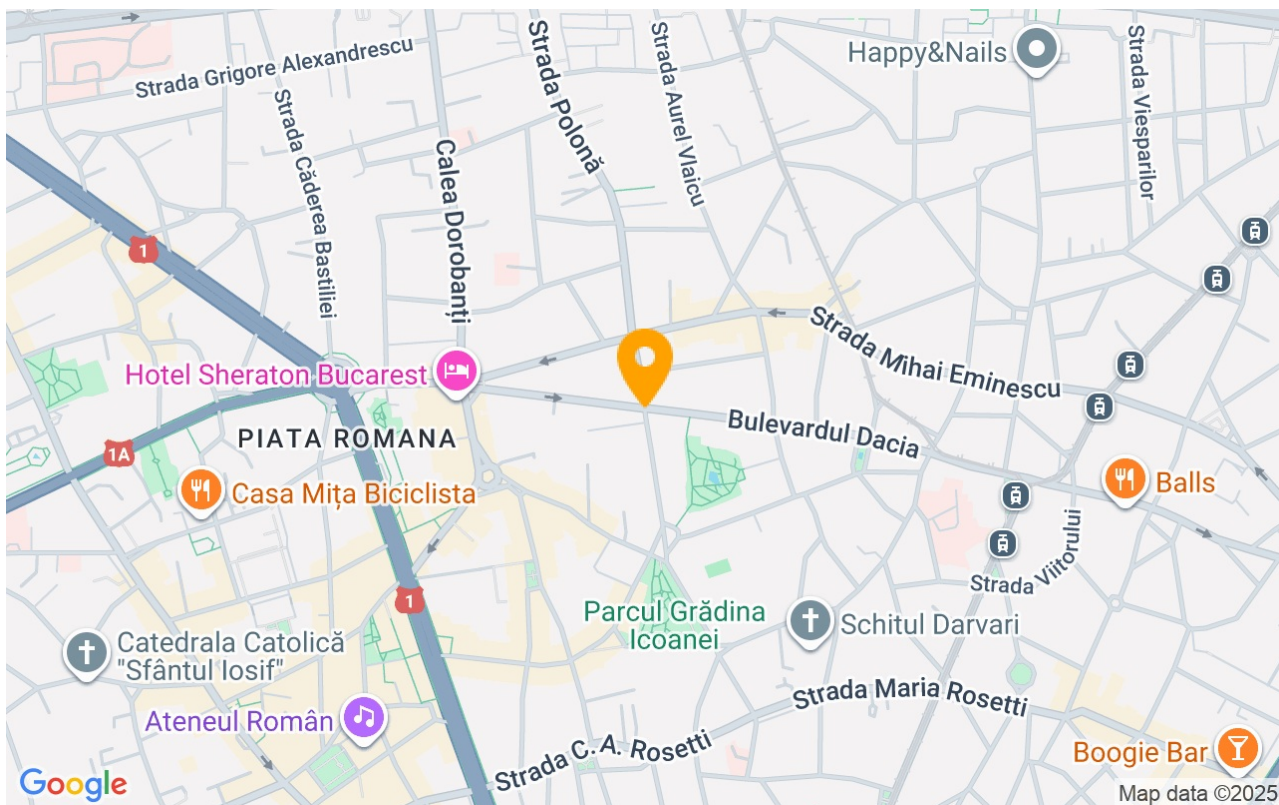 Strada Grigore Alexandrescu
Strada Polonă
Strada Aurel Vlaicu
Happy&Nails
Strada Viesparilor
Strada Căderea Bastiliei
Calea Dorobanți
1
Strada Mihai Eminescu
Hotel Sheraton Bucarest
PIATA ROMANA
Bulevardul Dacia
1A
Casa Mița Biciclista
Balls
Strada Viitorului
1
Parcul Grădina
Icoanei
Schitul Darvari
Catedrala Catolică
"Sfântul Iosif"
Strada Maria Rosetti
Ateneul Român
Strada C. A. Rosetti
Boogie Bar
Google
Map data ©2025